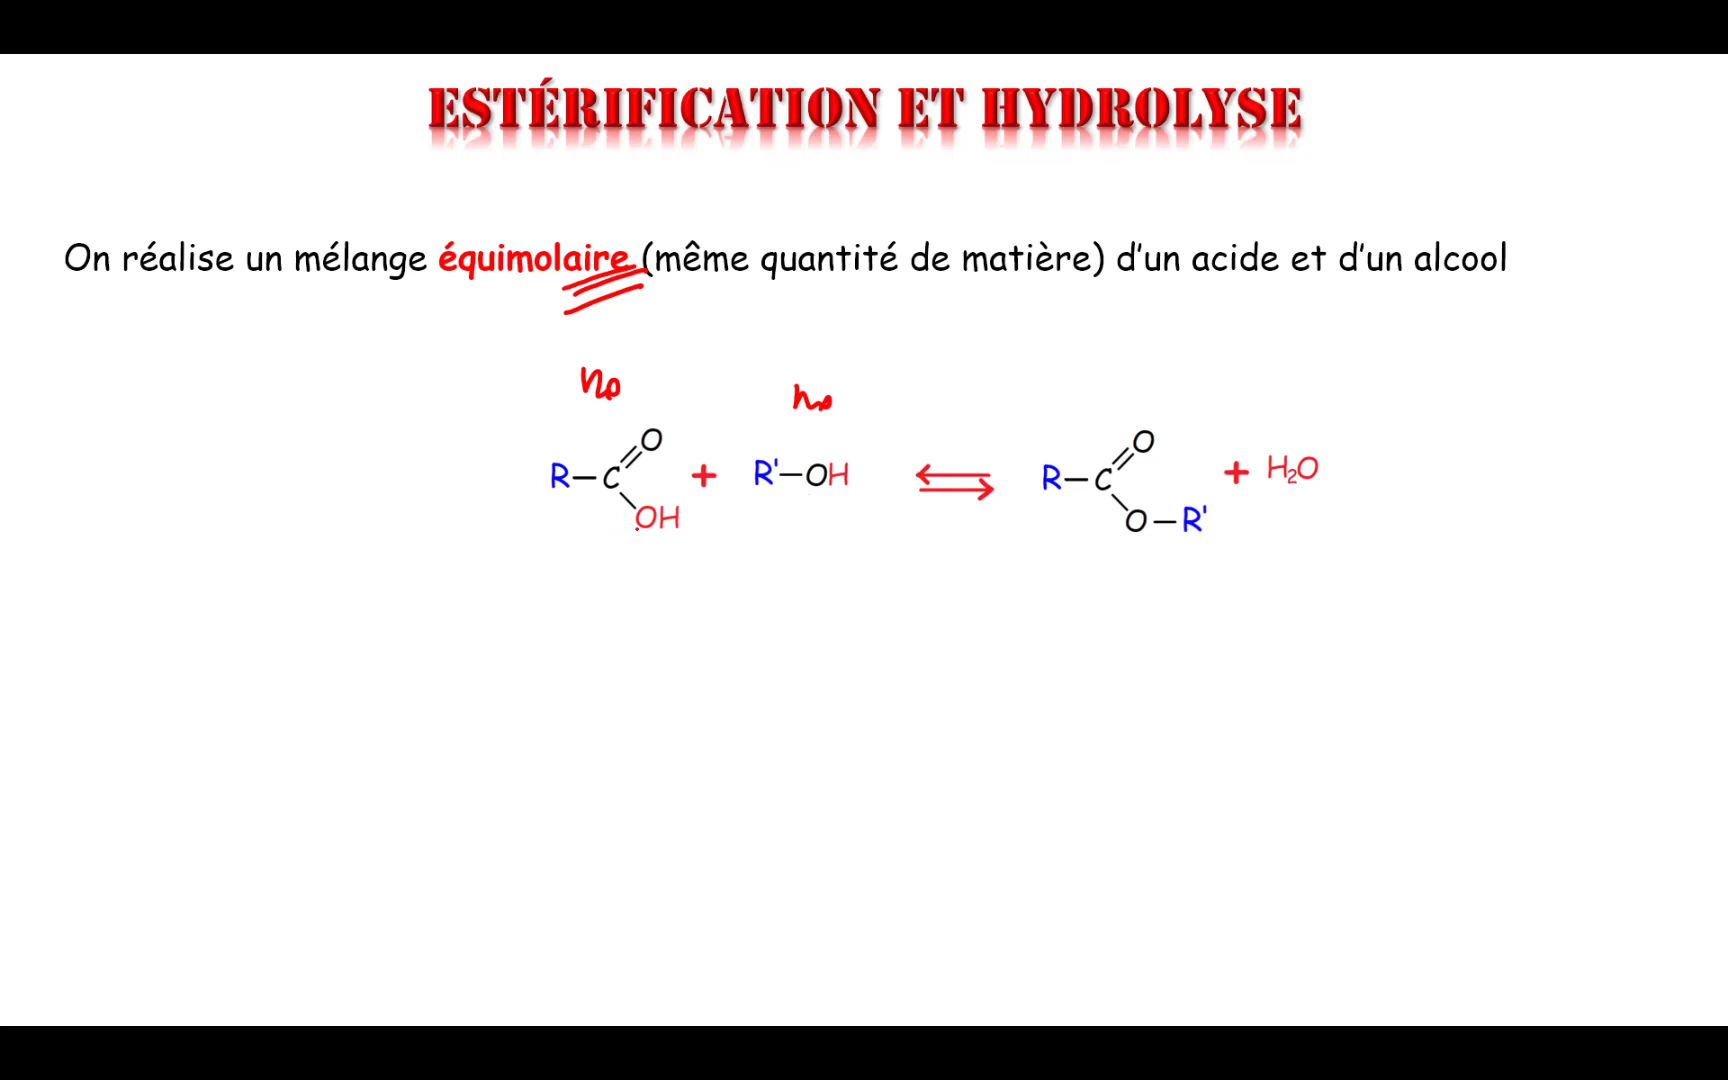 ESTÉRIFICATION ET HYDROLYSE
On réalise un mélange équimolaire (même quantité de matière) d'un acide et d'un alcool
n₀ n₀
O O
R–C + R'–OH ⇌ R–C + H₂O
OH O–R'